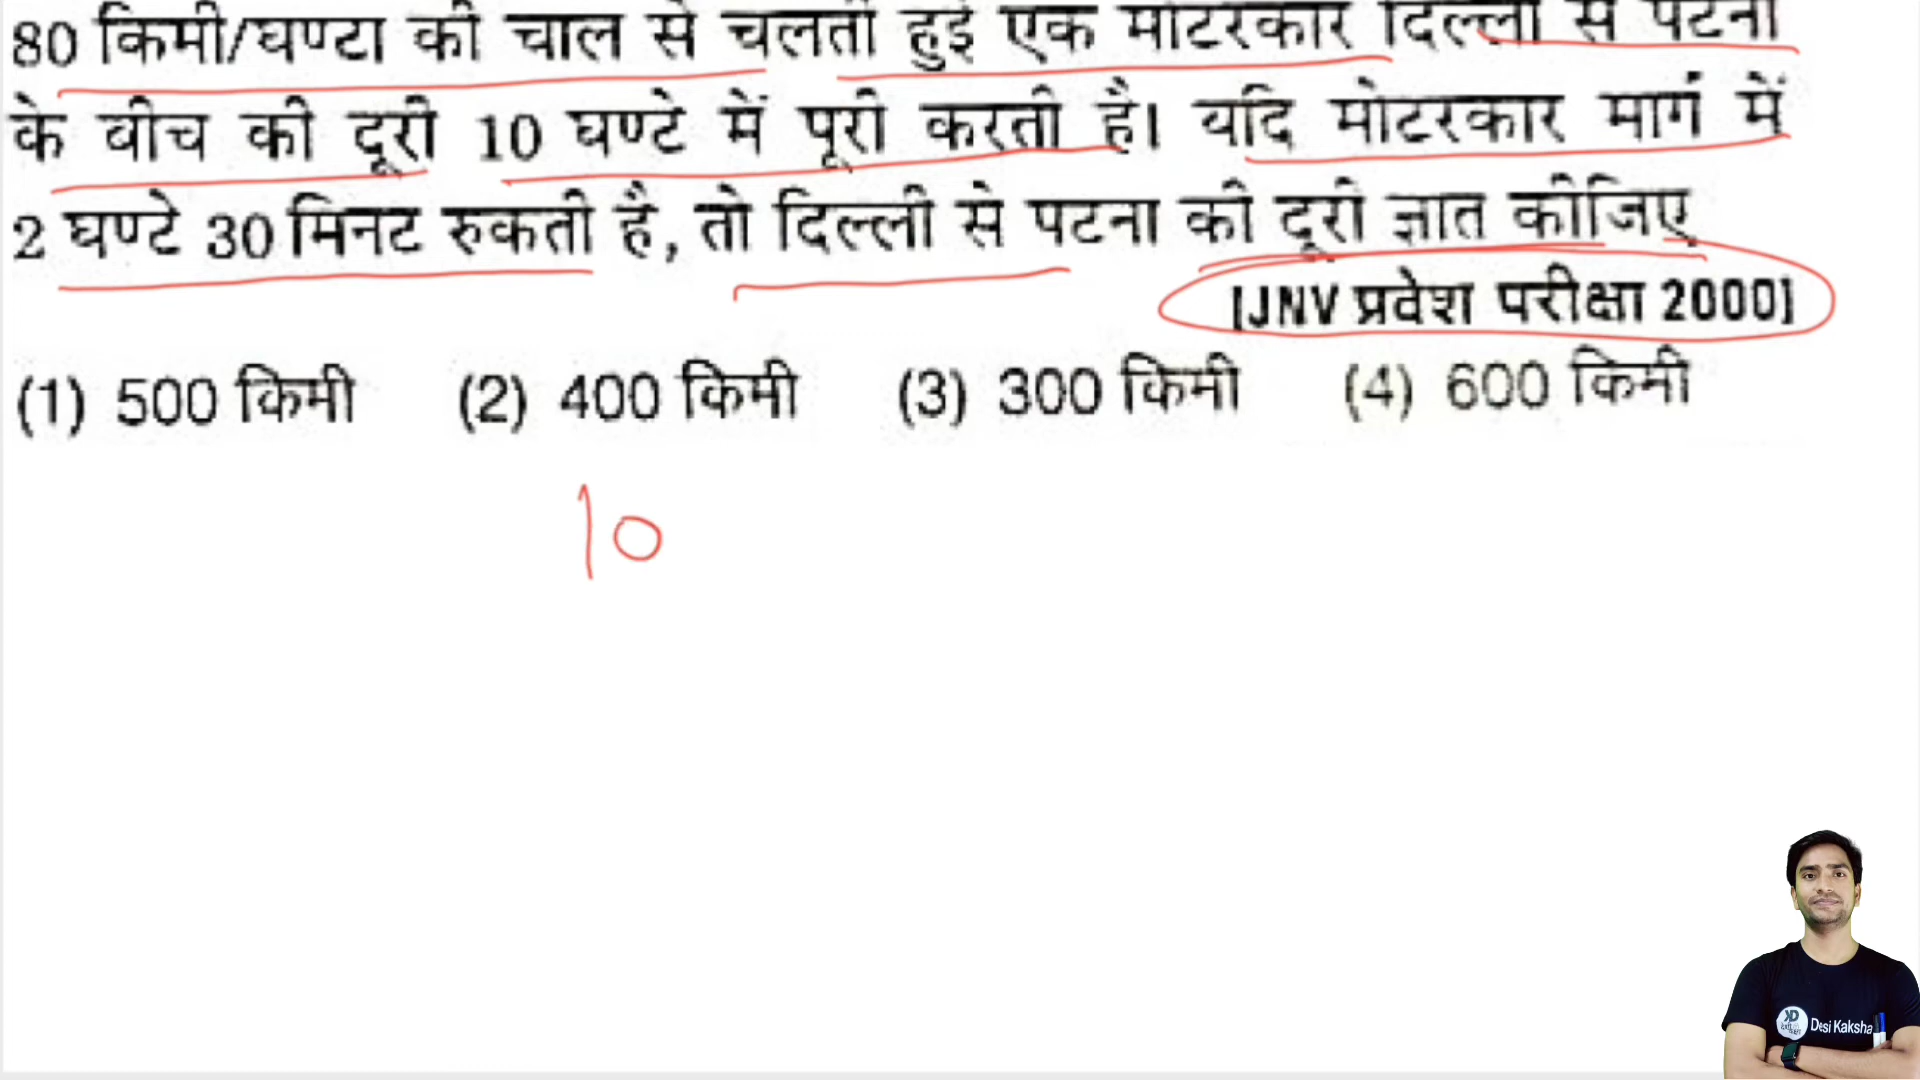 80 किमी/घण्टा की चाल से चलती हुई एक मोटरकार दिल्ली से पटना
के बीच की दूरी 10 घण्टे में पूरी करती है। यदि मोटरकार मार्ग में
2 घण्टे 30 मिनट रुकती है, तो दिल्ली से पटना की दूरी ज्ञात कीजिए
[JNV प्रवेश परीक्षा 2000]
(1) 500 किमी (2) 400 किमी (3) 300 किमी (4) 600 किमी
10
KD
Desi Kaksha